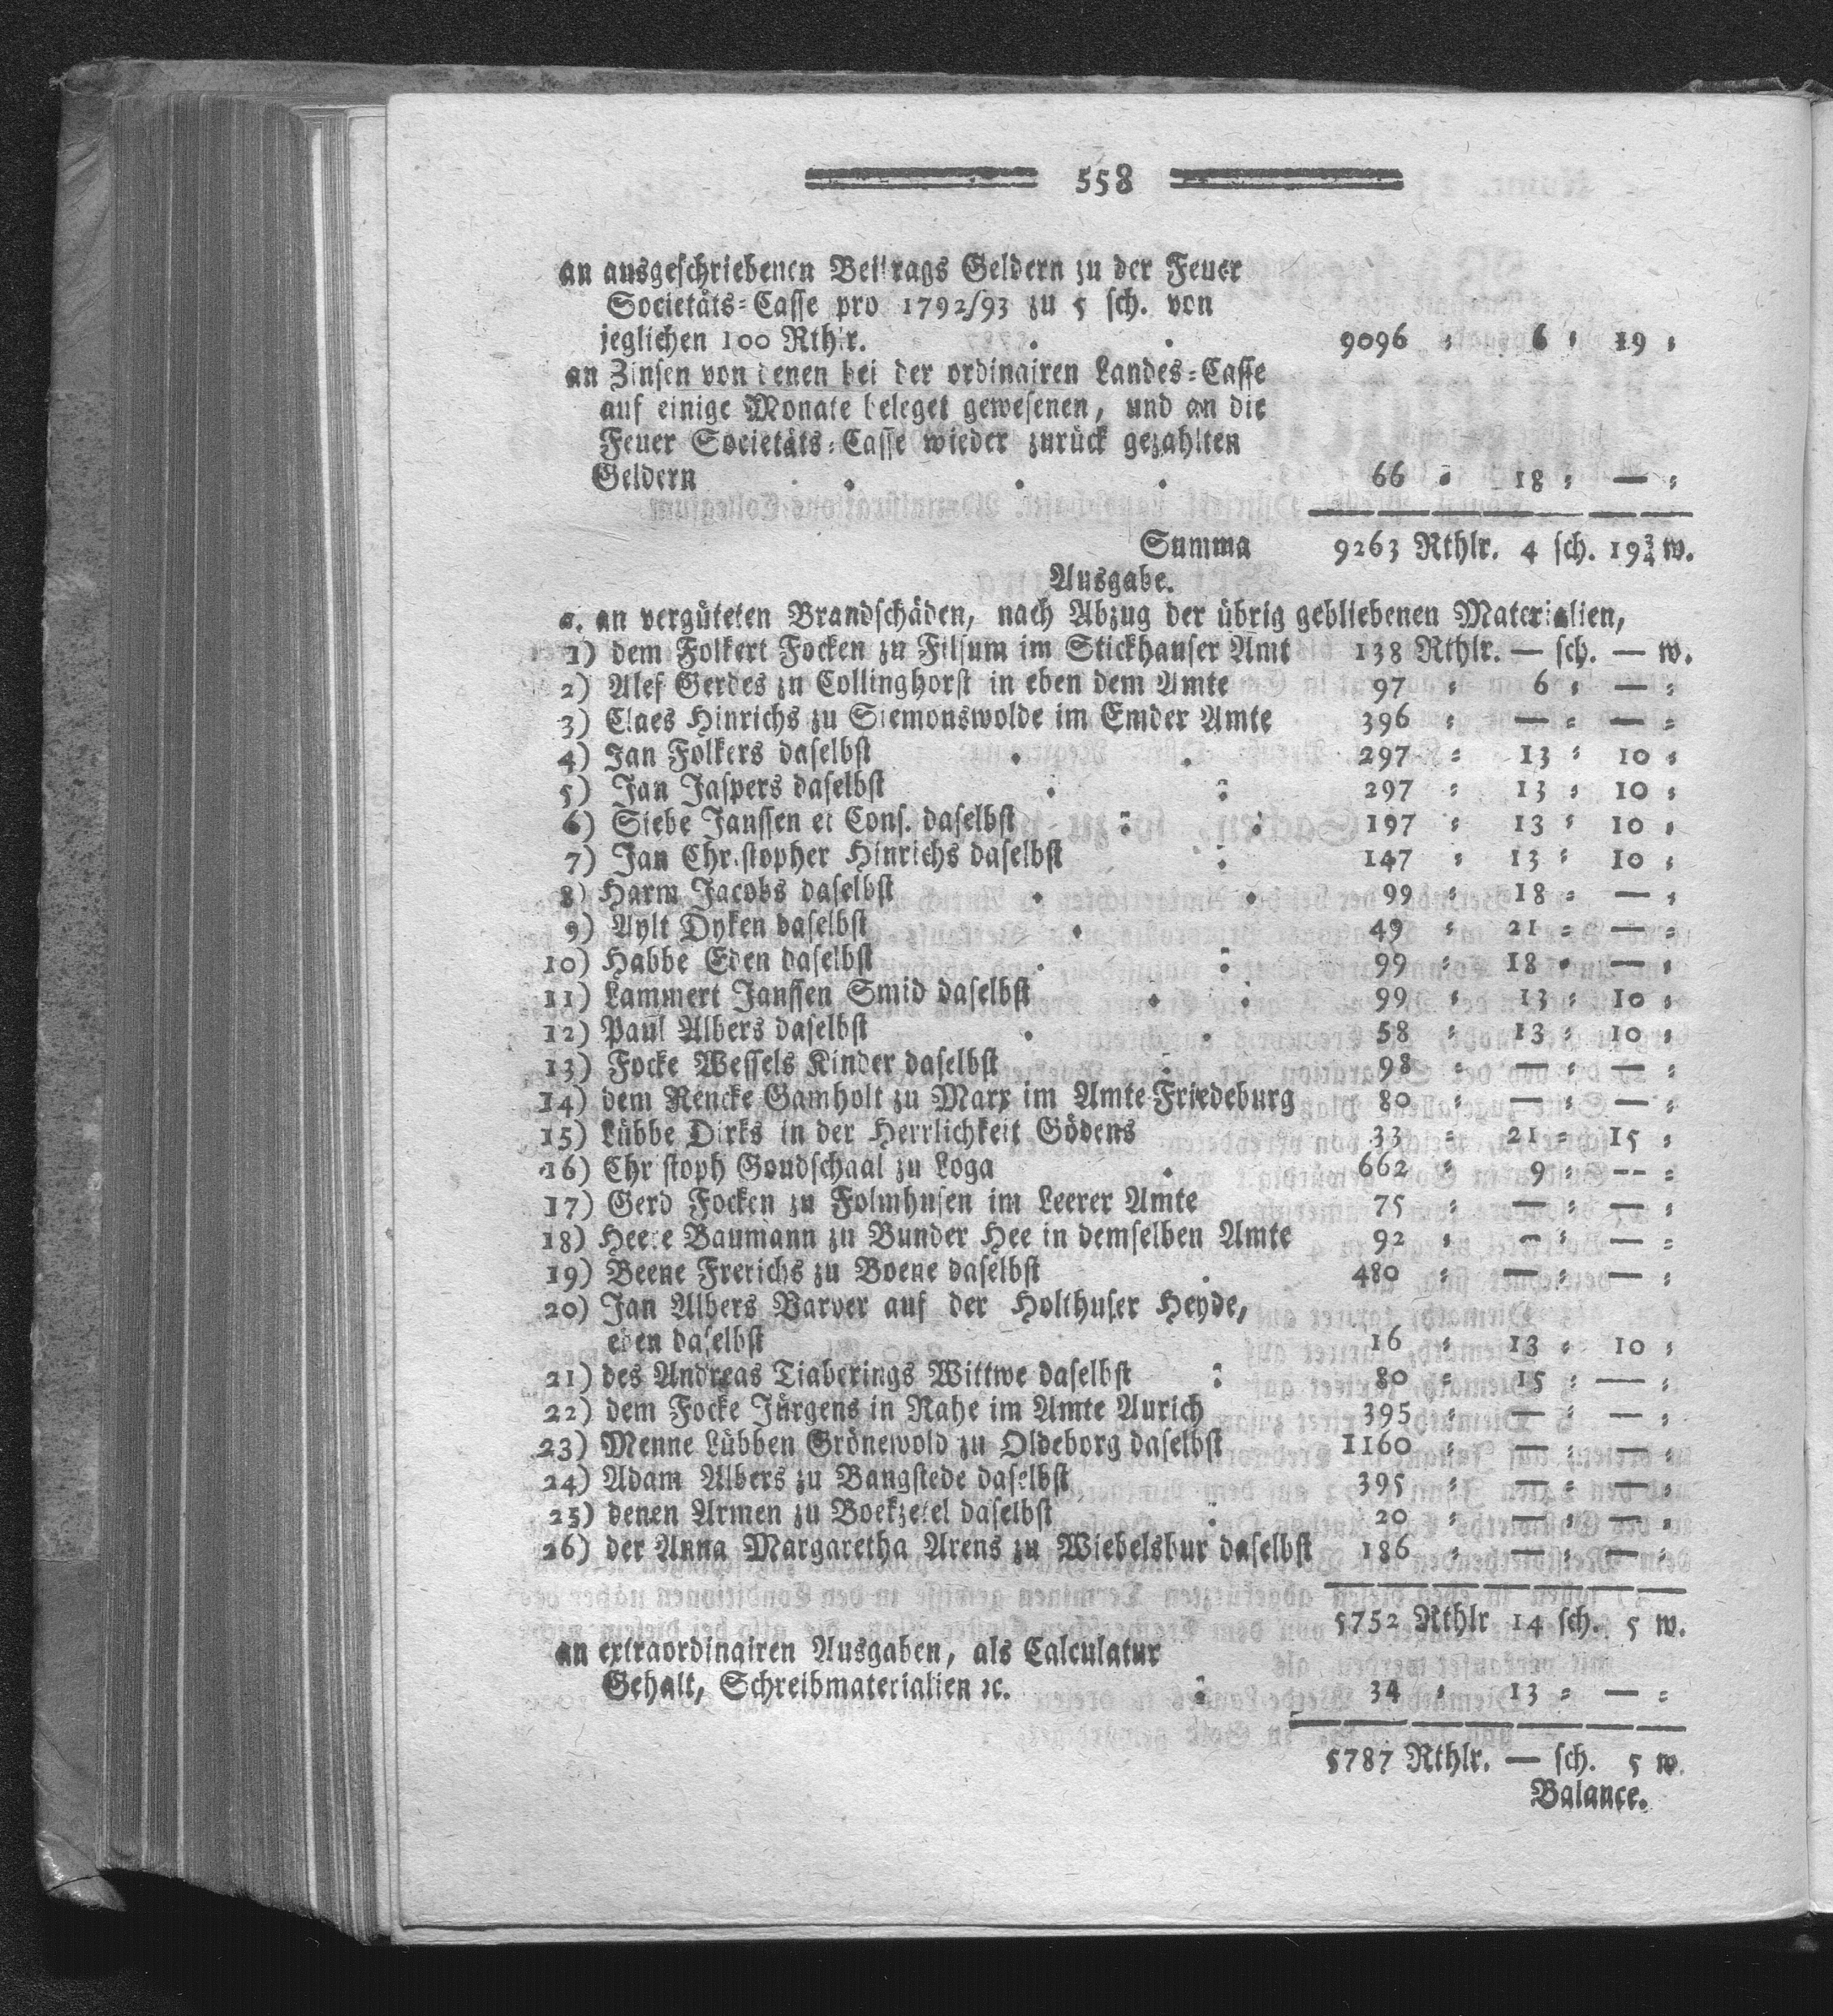 558
an ausgeschriebenen Beitrags Geldern zu der Feuer
Societäts-Casse pro 1792/93 zu 5 sch. von
jeglichen 100 Rthlr. 9096 = 6 = 19 =
an Zinsen von denen bei der ordinairen Landes-Casse
auf einige Monate beleget gewesenen, und an die
Feuer Societäts-Casse wieder zurück gezahlten
Geldern 66 = 18 = — =
Summa 9263 Rthlr. 4 sch. 19¾ w.
Ausgabe.
a. an vergüteten Brandschäden, nach Abzug der übrig gebliebenen Materialien,
1) dem Folkert Focken zu Filsum im Stickhauser Amt 138 Rthlr. — sch. — w.
2) Alef Gerdes zu Collinghorst in eben dem Amte 97 = 6 = — =
3) Claes Hinrichs zu Siemonswolde im Emder Amte 396 = — = — =
4) Jan Folkers daselbst 297 = 13 = 10 =
5) Jan Jaspers daselbst 297 = 13 = 10 =
6) Siebe Janssen et Cons. daselbst 197 = 13 = 10 =
7) Jan Christopher Hinrichs daselbst 147 = 13 = 10 =
8) Harm Jacobs daselbst 99 = 18 = — =
9) Aylt Dyken daselbst 49 = 21 = — =
10) Habbe Eden daselbst 99 = 18 = — =
11) Lammert Janssen Smid daselbst 99 = 13 = 10 =
12) Paul Albers daselbst 58 = 13 = 10 =
13) Focke Wessels Kinder daselbst 98 = — = — =
14) dem Rencke Gamholt zu Marx im Amte Friedeburg 80 = — = — =
15) Lübbe Dirks in der Herrlichkeit Gödens 33 = 21 = 15 =
16) Christoph Goudschaal zu Loga 662 = 9 = — =
17) Gerd Focken zu Folmhusen im Leerer Amte 75 = — = — =
18) Heere Baumann zu Bunder Hee in demselben Amte 92 = — = — =
19) Beene Frerichs zu Boene daselbst 480 = — = — =
20) Jan Albers Barver auf der Holthuser Heyde,
eben daselbst 16 = 13 = 10 =
21) des Andreas Tiaberings Wittwe daselbst 80 = 15 = — =
22) dem Focke Jürgens in Rahe im Amte Aurich 395 = — = — =
23) Menne Lübben Grönewold zu Oldeborg daselbst 1160 = — = — =
24) Adam Albers zu Bangstede daselbst 395 = — = — =
25) denen Armen zu Boekzetel daselbst 20 = — = — =
26) der Anna Margaretha Arens zu Wiebelsbur daselbst 186 = — = — =
5752 Rthlr 14 sch. 5 w.
an extraordinairen Ausgaben, als Calculatur
Gehalt, Schreibmaterialien ꝛc. 34 = 13 = — =
5787 Rthlr. — sch. 5 w.
Balance.